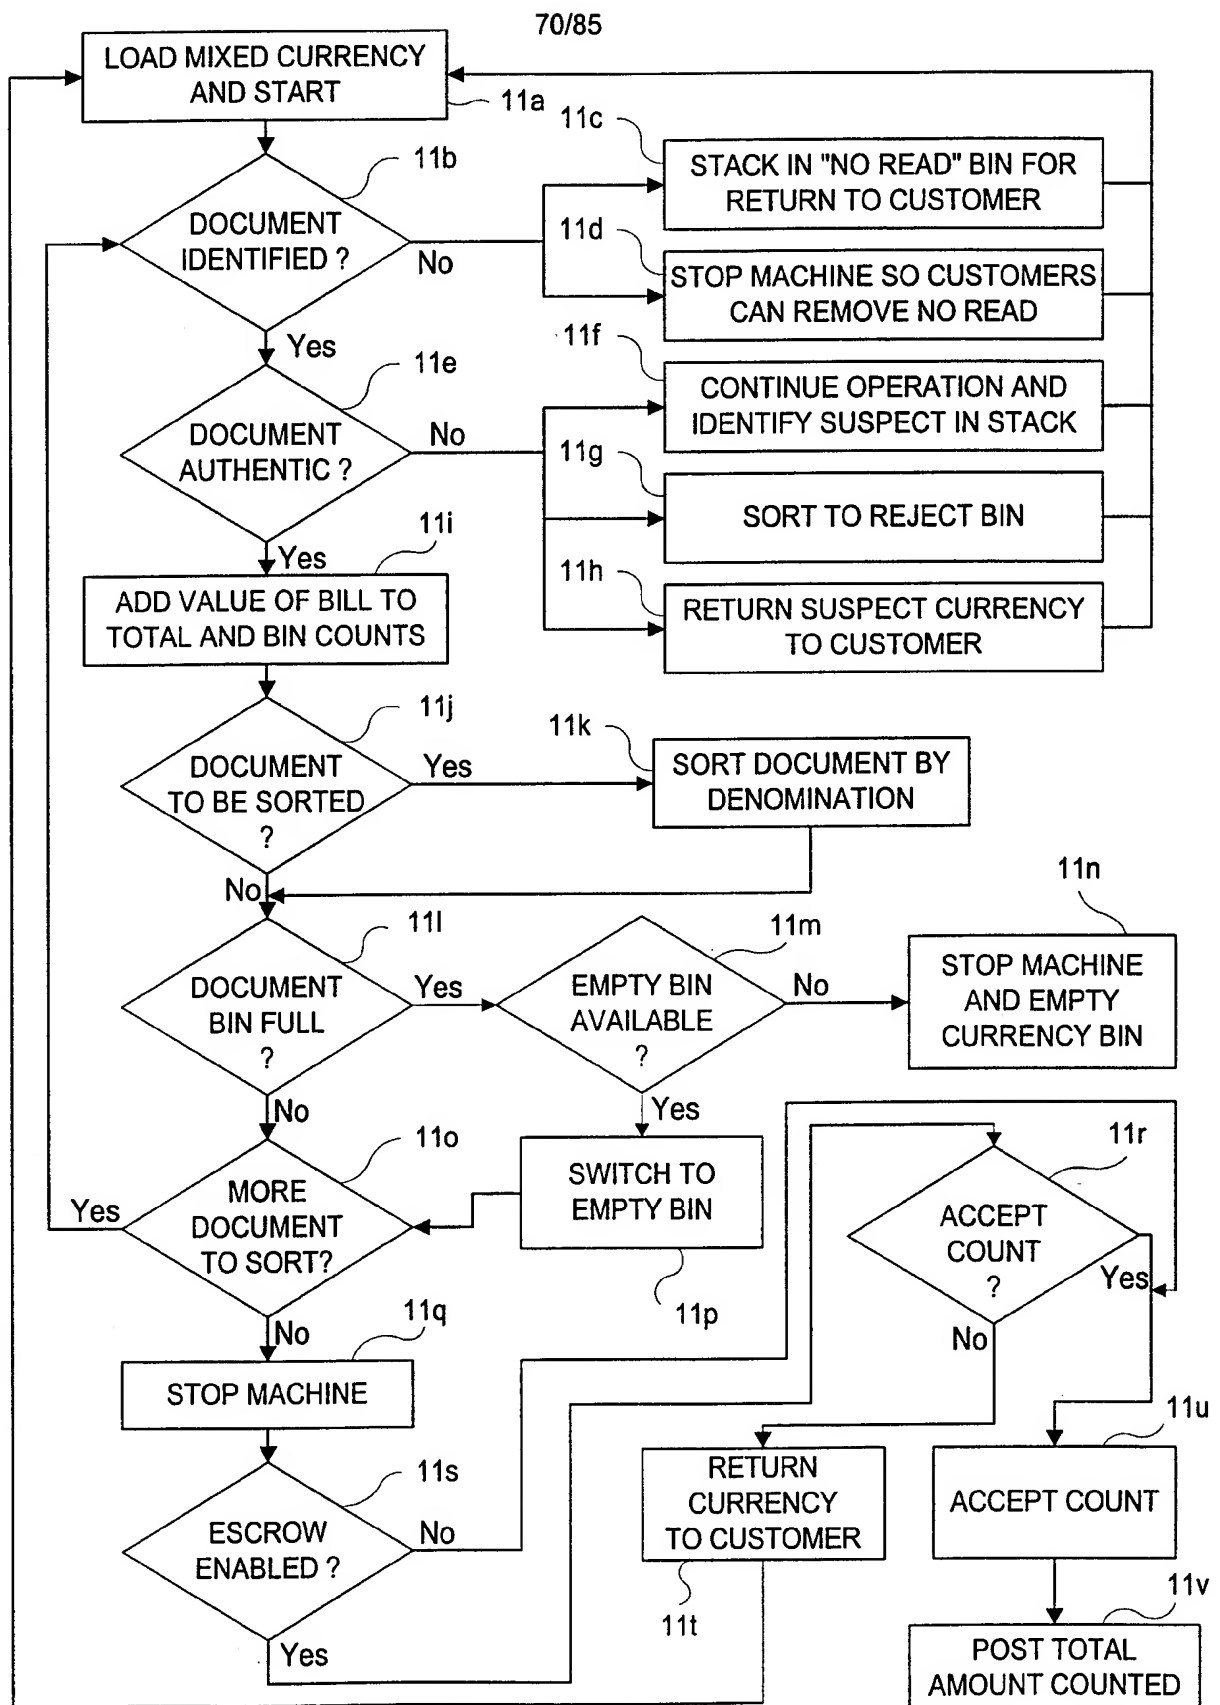 70/85
LOAD MIXED CURRENCY
AND START
11a
11b
DOCUMENT
IDENTIFIED ?
No
Yes
11c
STACK IN "NO READ" BIN FOR
RETURN TO CUSTOMER
11d
STOP MACHINE SO CUSTOMERS
CAN REMOVE NO READ
11e
DOCUMENT
AUTHENTIC ?
No
Yes
11f
CONTINUE OPERATION AND
IDENTIFY SUSPECT IN STACK
11g
SORT TO REJECT BIN
11h
RETURN SUSPECT CURRENCY
TO CUSTOMER
11i
ADD VALUE OF BILL TO
TOTAL AND BIN COUNTS
11j
DOCUMENT
TO BE SORTED
?
Yes
No
11k
SORT DOCUMENT BY
DENOMINATION
11l
DOCUMENT
BIN FULL
?
Yes
No
11m
EMPTY BIN
AVAILABLE
?
No
Yes
11n
STOP MACHINE
AND EMPTY
CURRENCY BIN
11o
MORE
DOCUMENT
TO SORT?
Yes
No
SWITCH TO
EMPTY BIN
11p
11r
ACCEPT
COUNT
?
Yes
No
11q
STOP MACHINE
11s
ESCROW
ENABLED ?
No
Yes
RETURN
CURRENCY
TO CUSTOMER
11t
11u
ACCEPT COUNT
11v
POST TOTAL
AMOUNT COUNTED